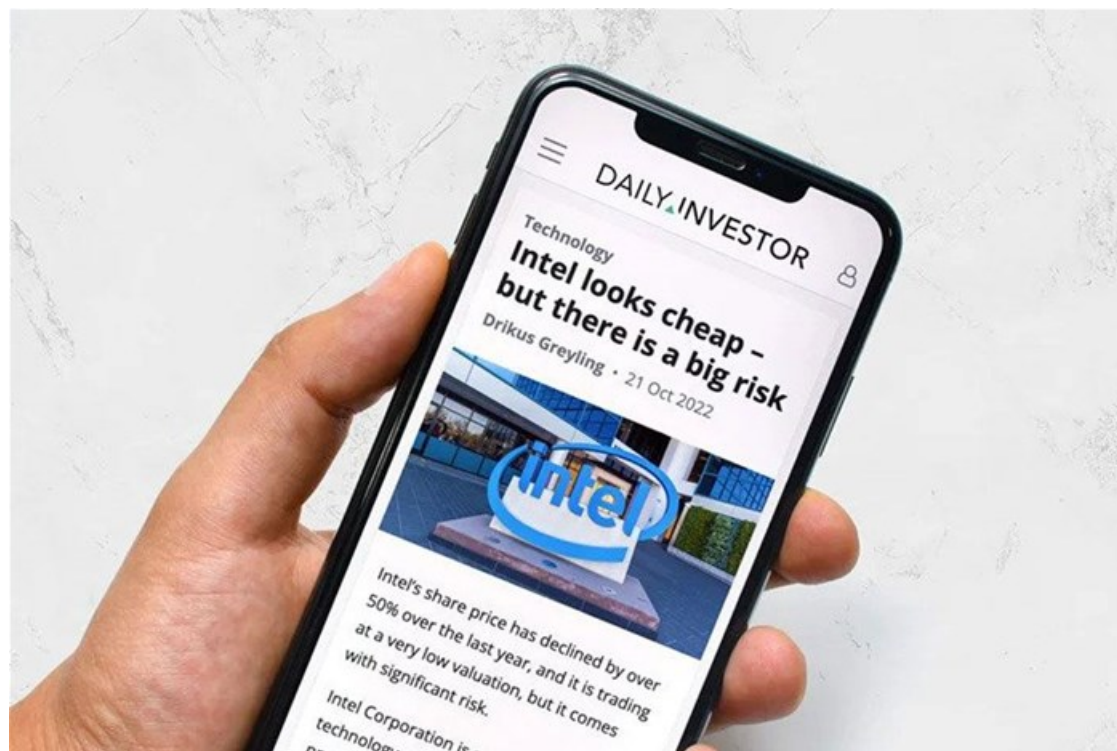 DAILY INVESTOR
Technology
Intel looks cheap –
but there is a big risk
Drikus Greyling • 21 Oct 2022
intel
Intel's share price has declined by over
50% over the last year, and it is trading
at a very low valuation, but it comes
with significant risk.
Intel Corporation is
technology